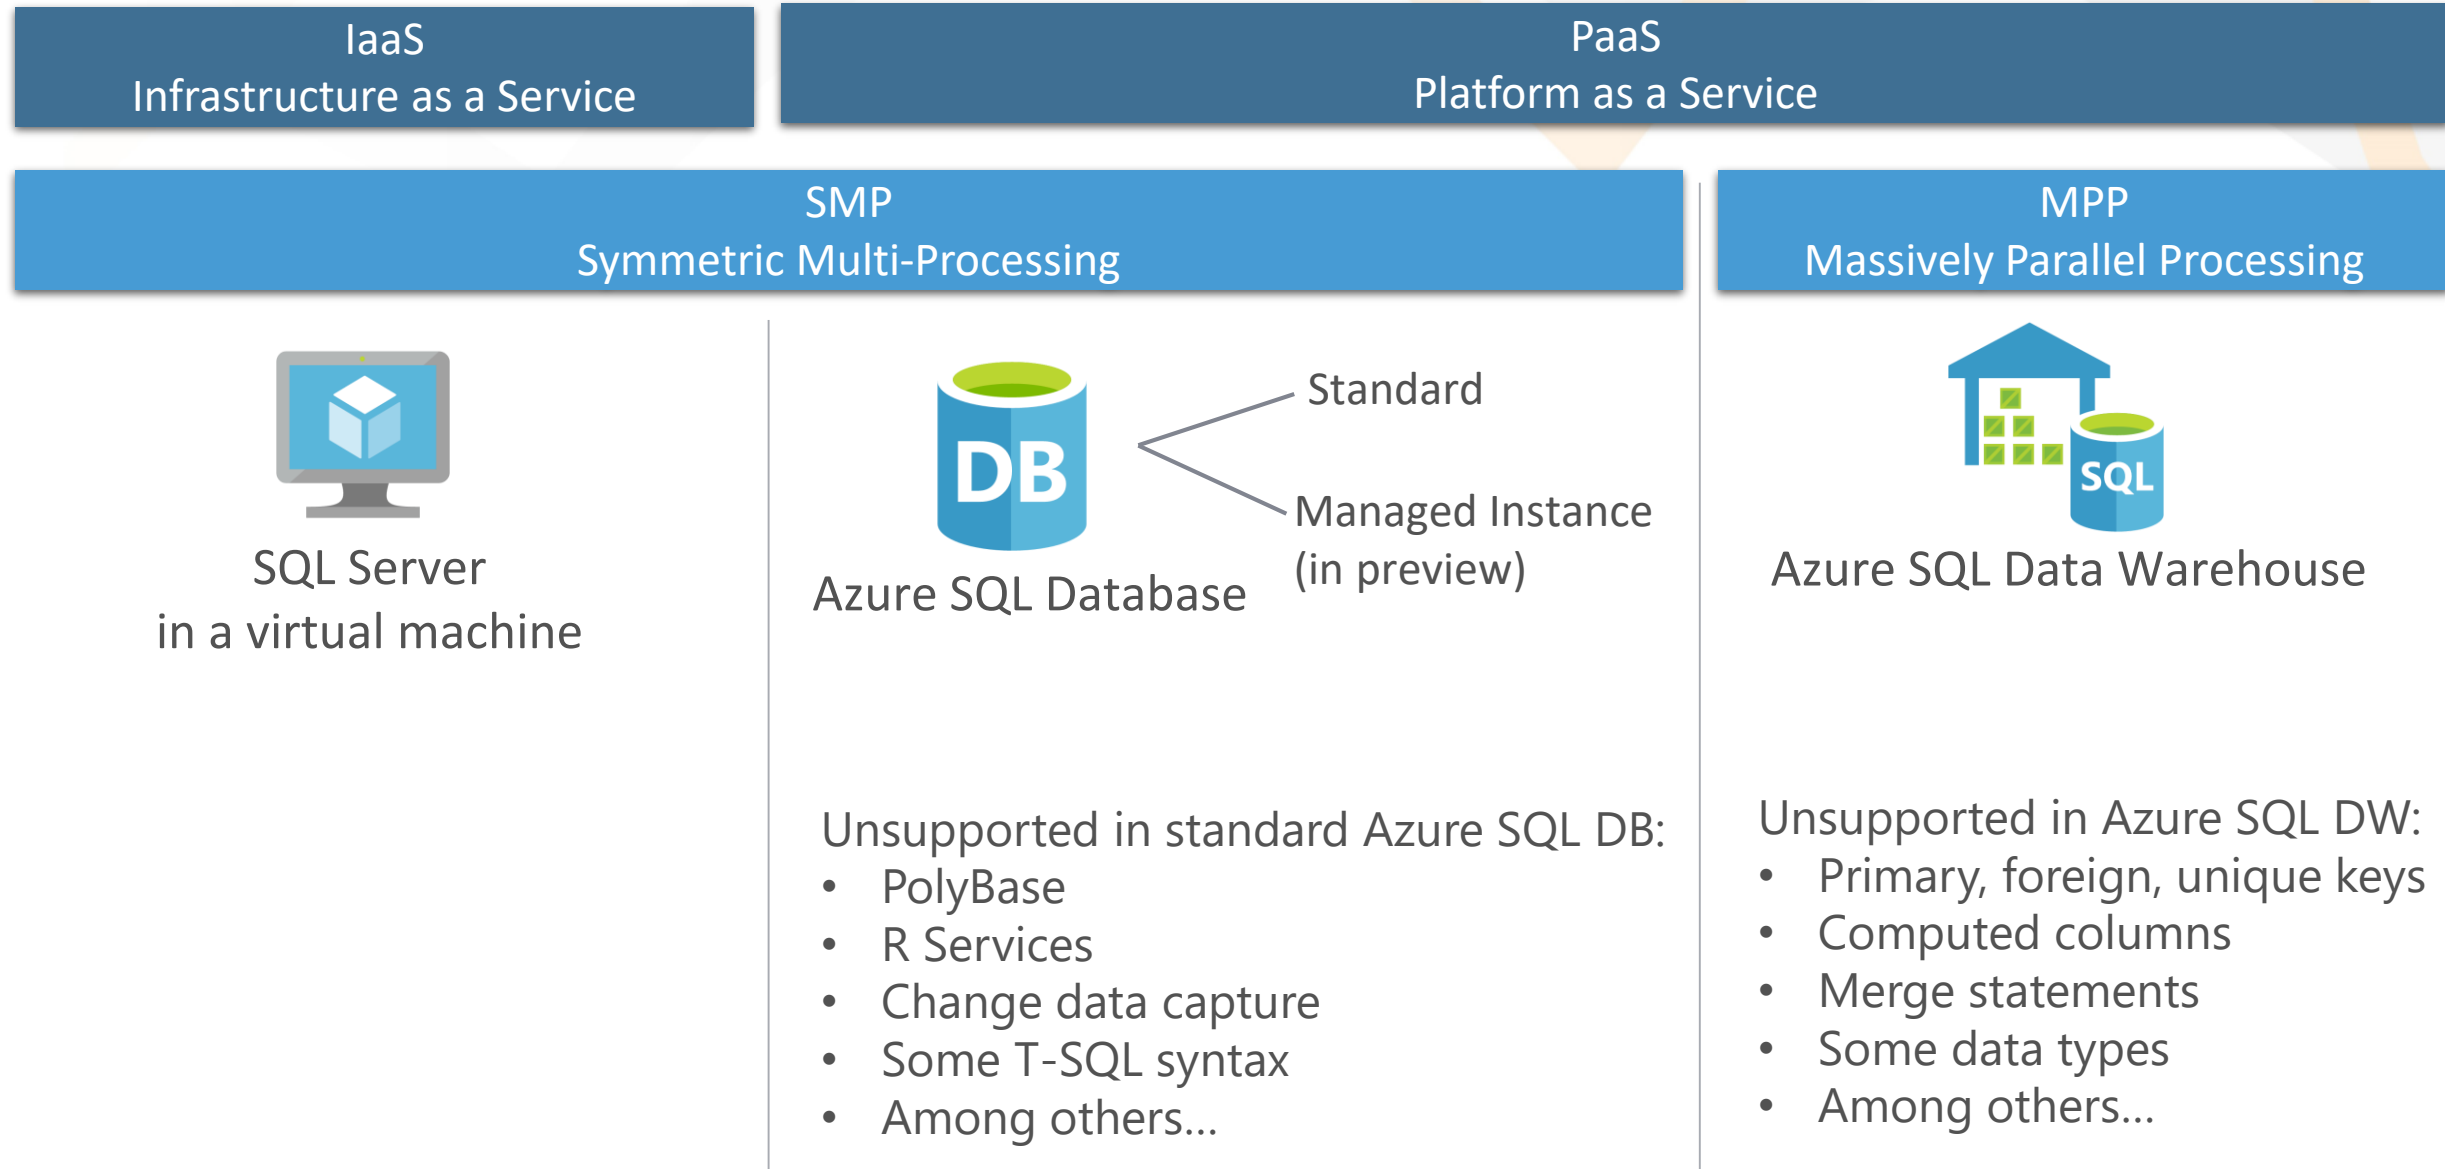 IaaS
Infrastructure as a Service
PaaS
Platform as a Service
SMP
Symmetric Multi-Processing
MPP
Massively Parallel Processing
SQL Server
in a virtual machine
DB
Azure SQL Database
Standard
Managed Instance
(in preview)
SQL
Azure SQL Data Warehouse
Unsupported in standard Azure SQL DB:
• PolyBase
• R Services
• Change data capture
• Some T-SQL syntax
• Among others...
Unsupported in Azure SQL DW:
• Primary, foreign, unique keys
• Computed columns
• Merge statements
• Some data types
• Among others...